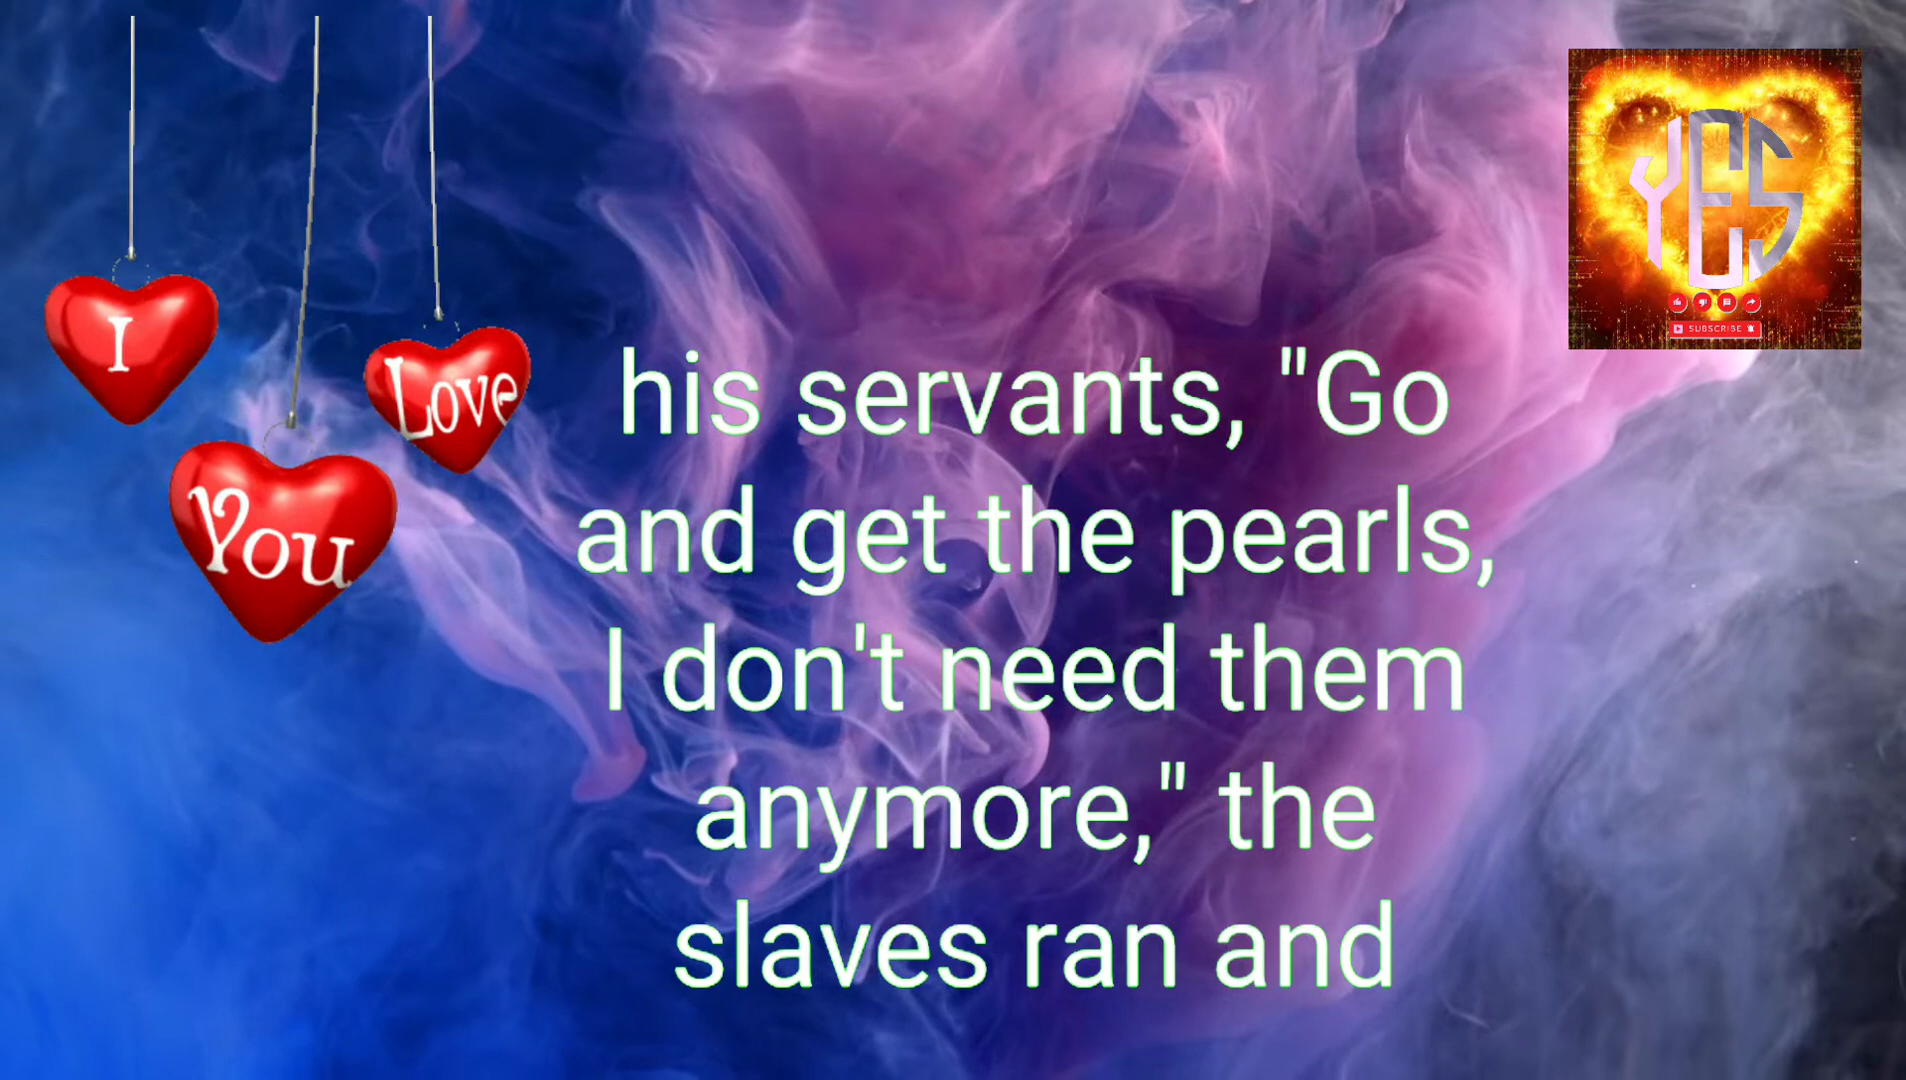 I
Love
You
YES
SUBSCRIBE
his servants, "Go
and get the pearls,
I don't need them
anymore," the
slaves ran and